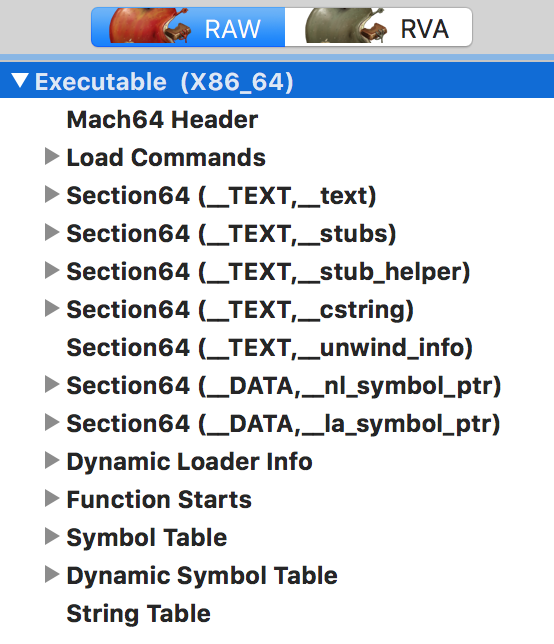 RAW RVA
Executable (X86_64)
Mach64 Header
Load Commands
Section64 (__TEXT,__text)
Section64 (__TEXT,__stubs)
Section64 (__TEXT,__stub_helper)
Section64 (__TEXT,__cstring)
Section64 (__TEXT,__unwind_info)
Section64 (__DATA,__nl_symbol_ptr)
Section64 (__DATA,__la_symbol_ptr)
Dynamic Loader Info
Function Starts
Symbol Table
Dynamic Symbol Table
String Table